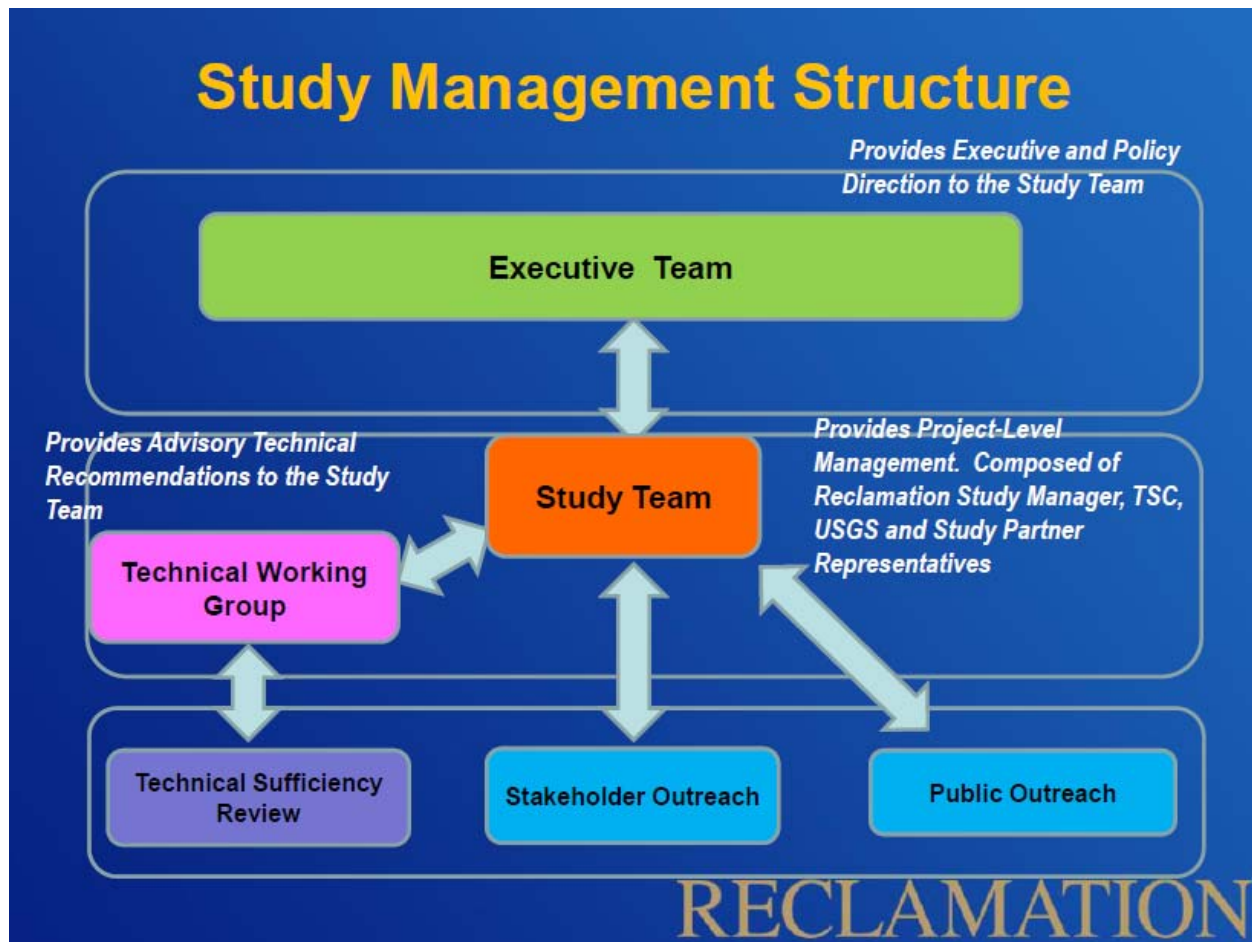 Study Management Structure
Provides Executive and Policy
Direction to the Study Team
Executive Team
Provides Advisory Technical
Recommendations to the Study
Team
Study Team
Provides Project-Level
Management. Composed of
Reclamation Study Manager, TSC,
USGS and Study Partner
Representatives
Technical Working
Group
Technical Sufficiency
Review
Stakeholder Outreach
Public Outreach
RECLAMATION